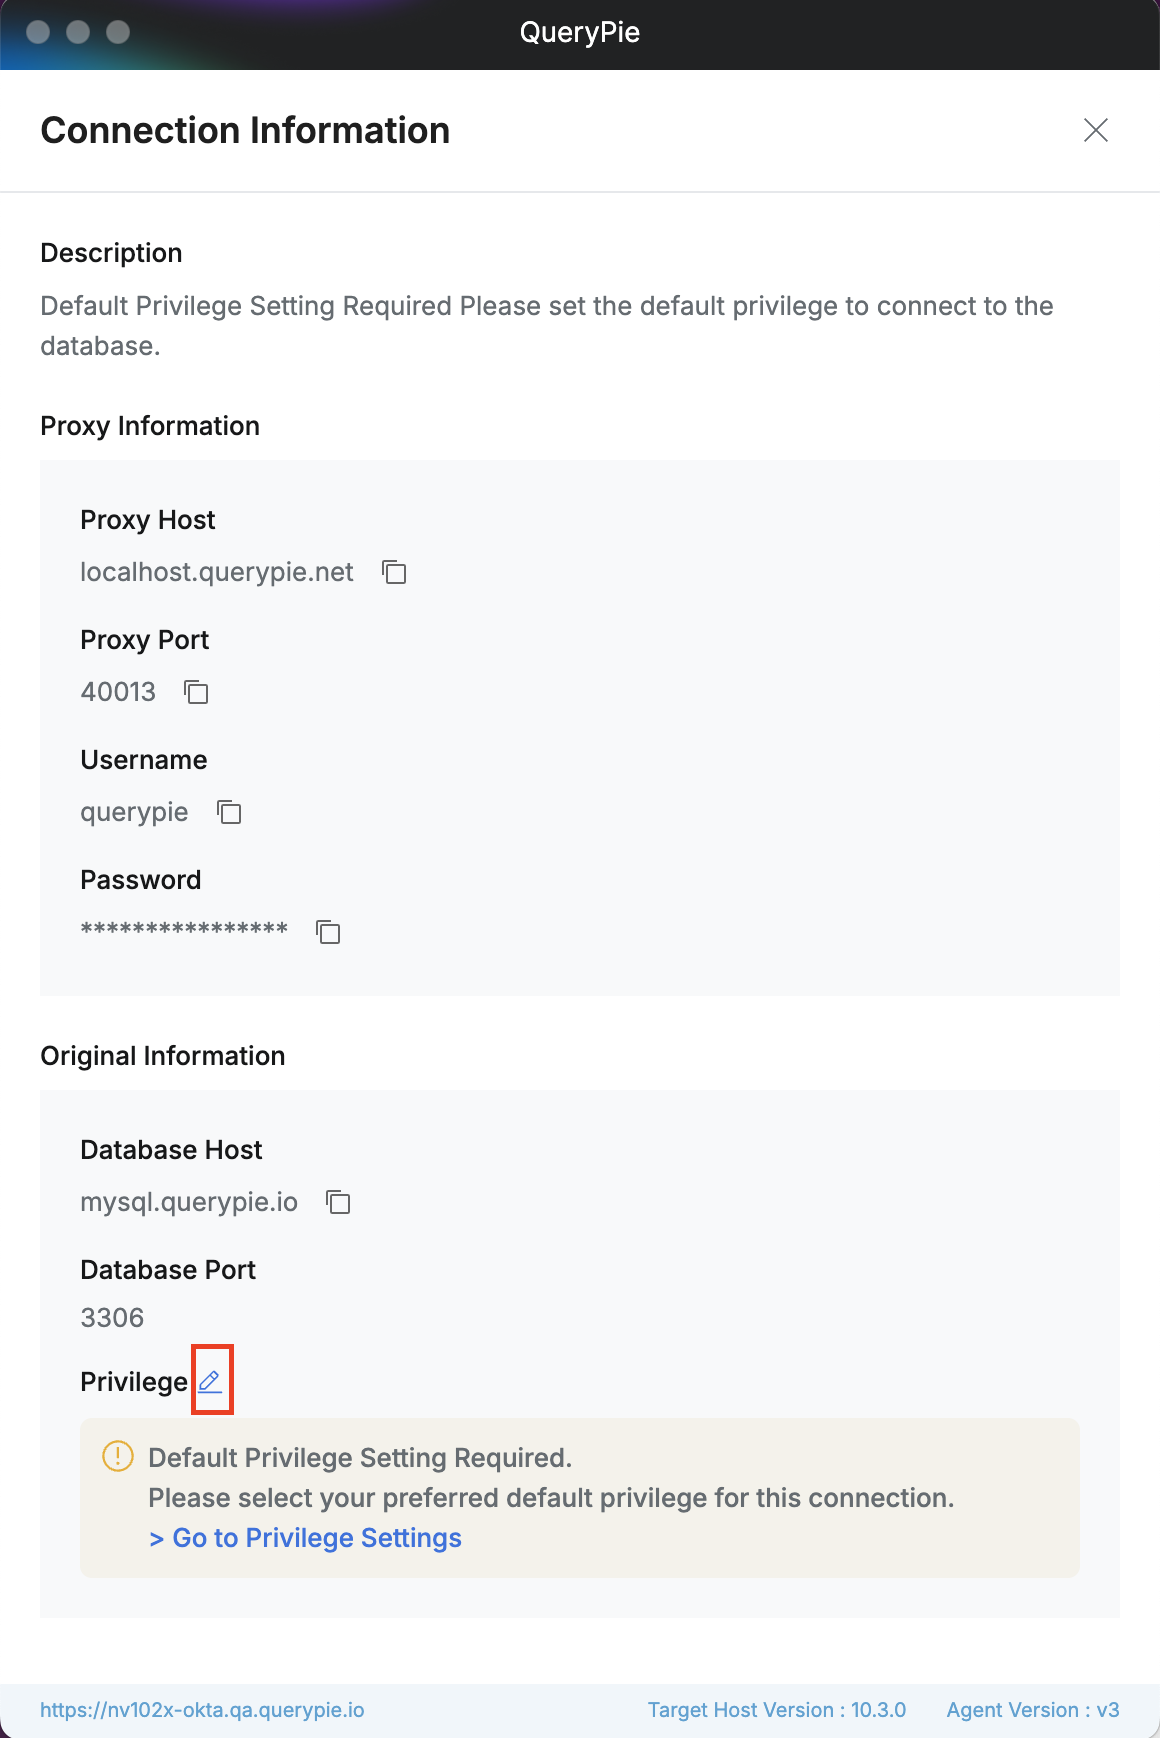 QueryPie
Connection Information
Description
Default Privilege Setting Required Please set the default privilege to connect to the
database.
Proxy Information
Proxy Host
localhost.querypie.net
Proxy Port
40013
Username
querypie
Password
****************
Original Information
Database Host
mysql.querypie.io
Database Port
3306
Privilege
Default Privilege Setting Required.
Please select your preferred default privilege for this connection.
> Go to Privilege Settings
https://nv102x-okta.qa.querypie.io Target Host Version : 10.3.0 Agent Version : v3